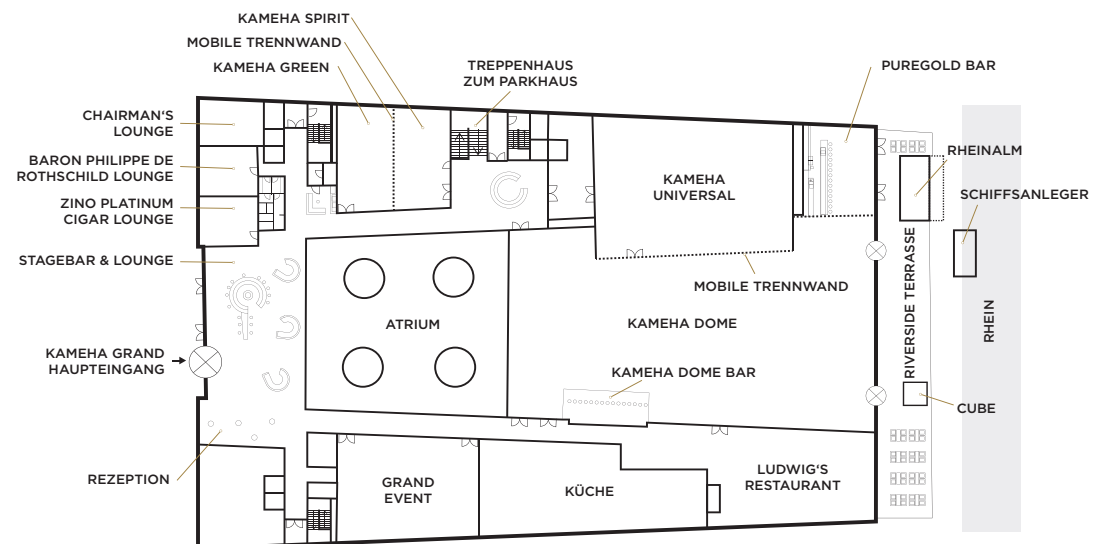 KAMEHA SPIRIT
MOBILE TRENNWAND
KAMEHA GREEN
TREPPENHAUS
ZUM PARKHAUS
PUREGOLD BAR
CHAIRMAN'S
LOUNGE
BARON PHILIPPE DE
ROTHSCHILD LOUNGE
ZINO PLATINUM
CIGAR LOUNGE
STAGEBAR & LOUNGE
KAMEHA GRAND
HAUPTEINGANG
REZEPTION
KAMEHA
UNIVERSAL
RHEINALM
SCHIFFSANLEGER
MOBILE TRENNWAND
ATRIUM
KAMEHA DOME
KAMEHA DOME BAR
RIVERSIDE TERRASSE
RHEIN
CUBE
GRAND
EVENT
KÜCHE
LUDWIG'S
RESTAURANT